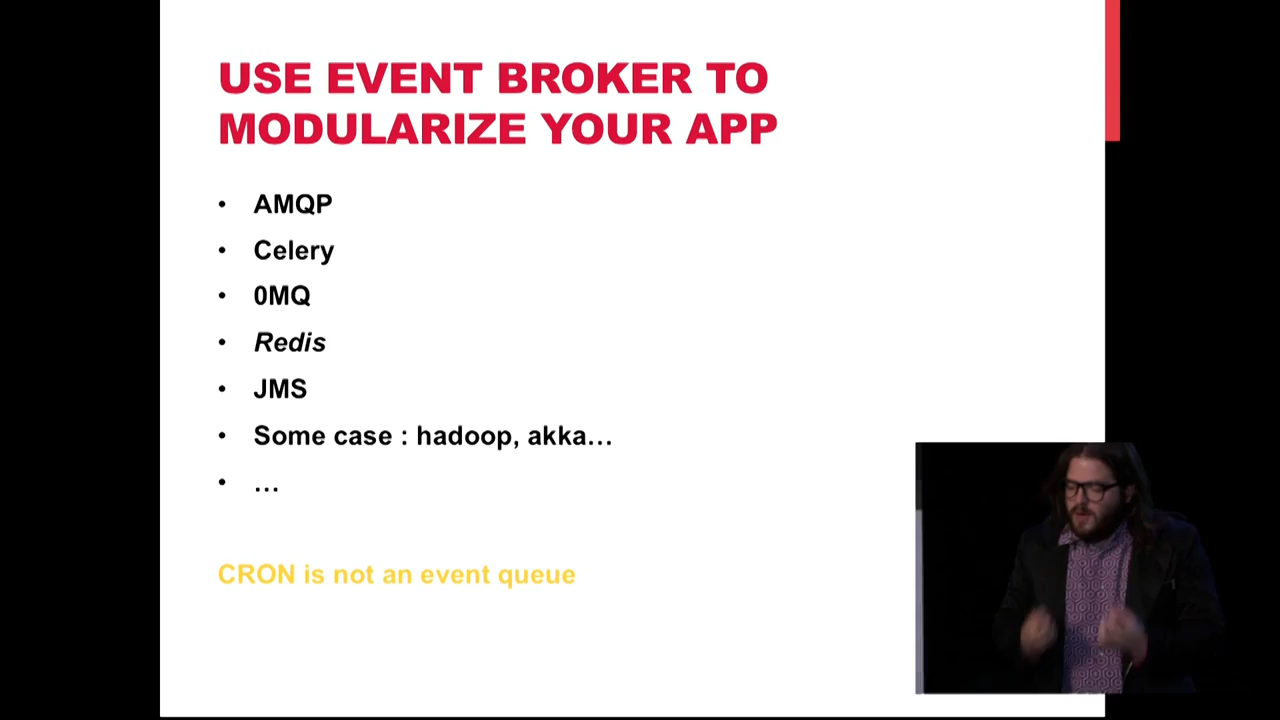 USE EVENT BROKER TO
MODULARIZE YOUR APP
• AMQP
• Celery
• 0MQ
• Redis
• JMS
• Some case : hadoop, akka…
• …
CRON is not an event queue